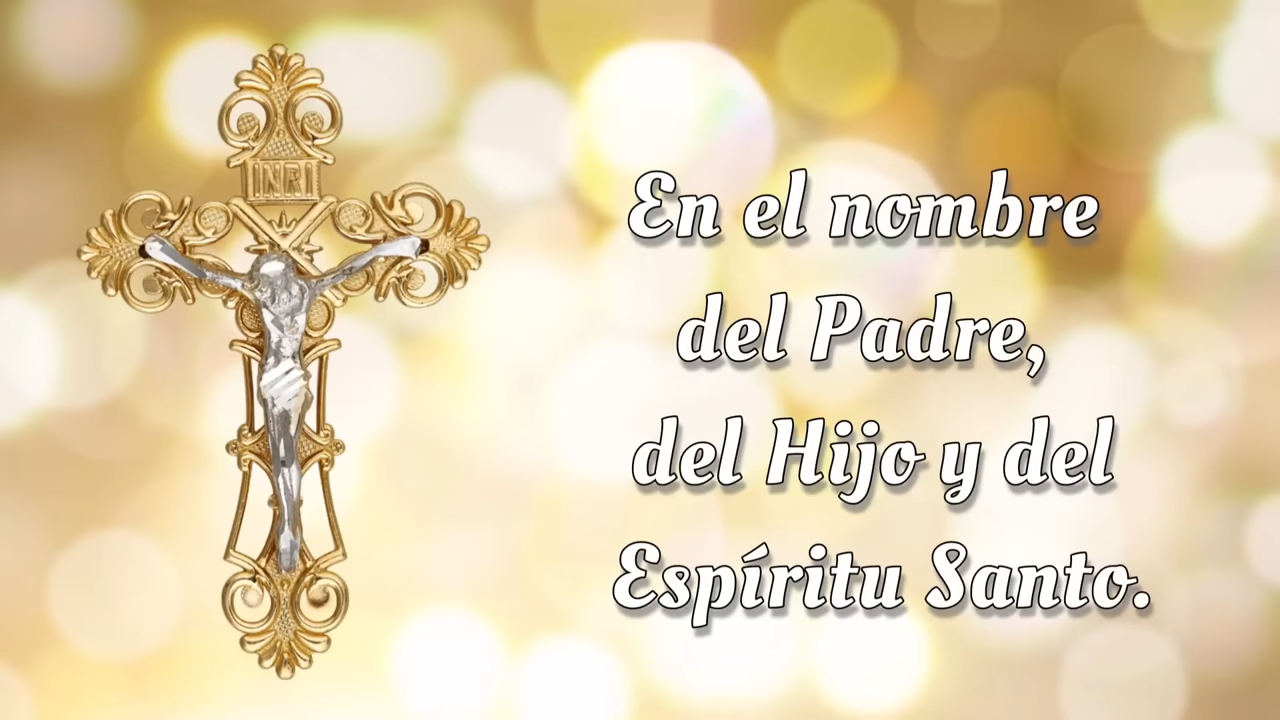 INRI
En el nombre
del Padre,
del Hijo y del
Espíritu Santo.